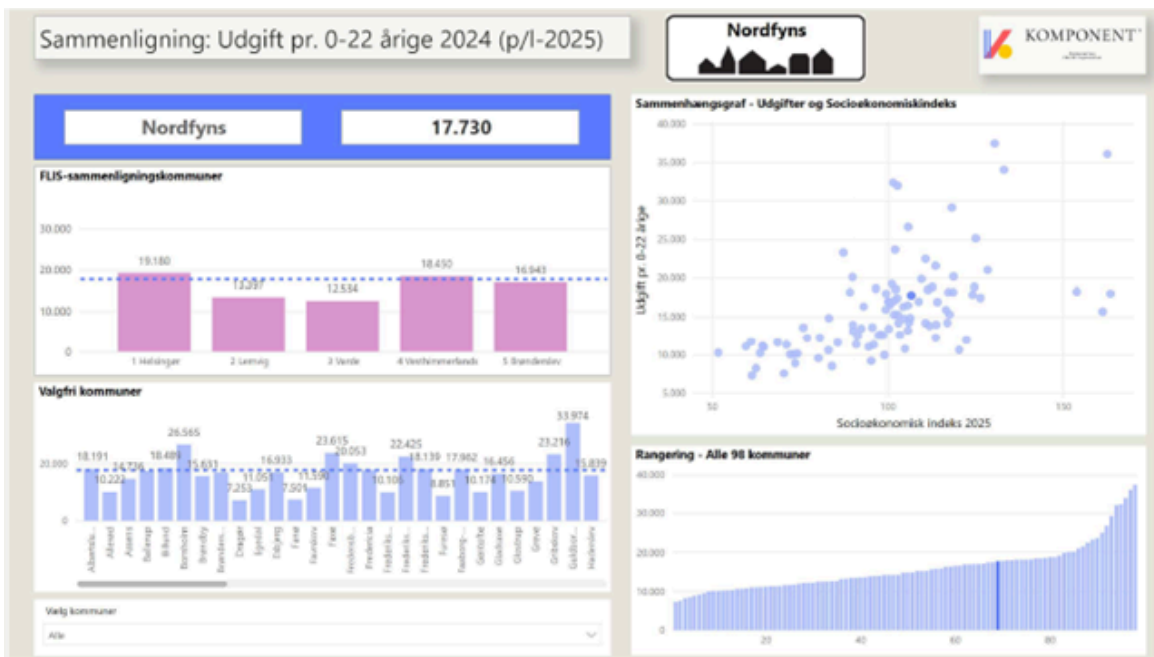 Sammenligning: Udgift pr. 0-22 årige 2024 (p/l-2025)
Nordfyns
KOMPONENT
Nordfyns
17.730
FLIS-sammenligningskommuner
30.000
20.000
10.000
0
19.180
13.397
12.534
18.450
16.943
1 Helsingør
2 Lemvig
3 Varde
4 Vesthimmerlands
5 Brønderslev
Valgfri kommuner
20.000
0
18.191
10.222
14.736
18.489
26.565
15.631
7.253
11.051
16.933
7.501
11.590
23.615
20.053
10.106
22.425
18.139
8.851
17.962
10.174
16.456
10.590
23.216
33.974
15.839
Albertsl...
Allerød
Assens
Ballerup
Billund
Bornholm
Brøndby
Brønders...
Dragør
Egedal
Esbjerg
Fanø
Favrskov
Faxe
Fredensb...
Fredericia
Frederiks...
Frederiks...
Frederiks...
Furesø
Faaborg-...
Gentofte
Gladsaxe
Glostrup
Greve
Gribskov
Guldbor...
Haderslev
Vælg kommuner
Alle
Sammenhængsgraf - Udgifter og Socioøkonomiskindeks
Udgift pr. 0-22 årige
40.000
35.000
30.000
25.000
20.000
15.000
10.000
5.000
50
100
150
Socioøkonomisk indeks 2025
Rangering - Alle 98 kommuner
40.000
30.000
20.000
10.000
0
20
40
60
80